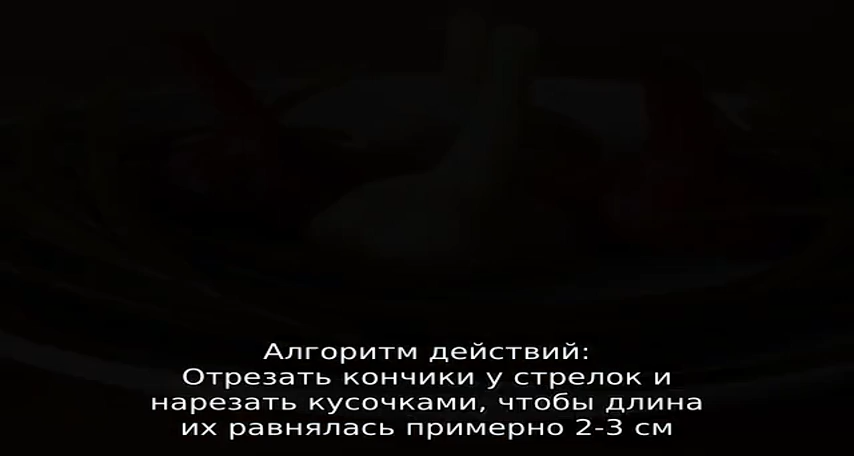 Алгоритм действий:
Отрезать кончики у стрелок и
нарезать кусочками, чтобы длина
их равнялась примерно 2-3 см